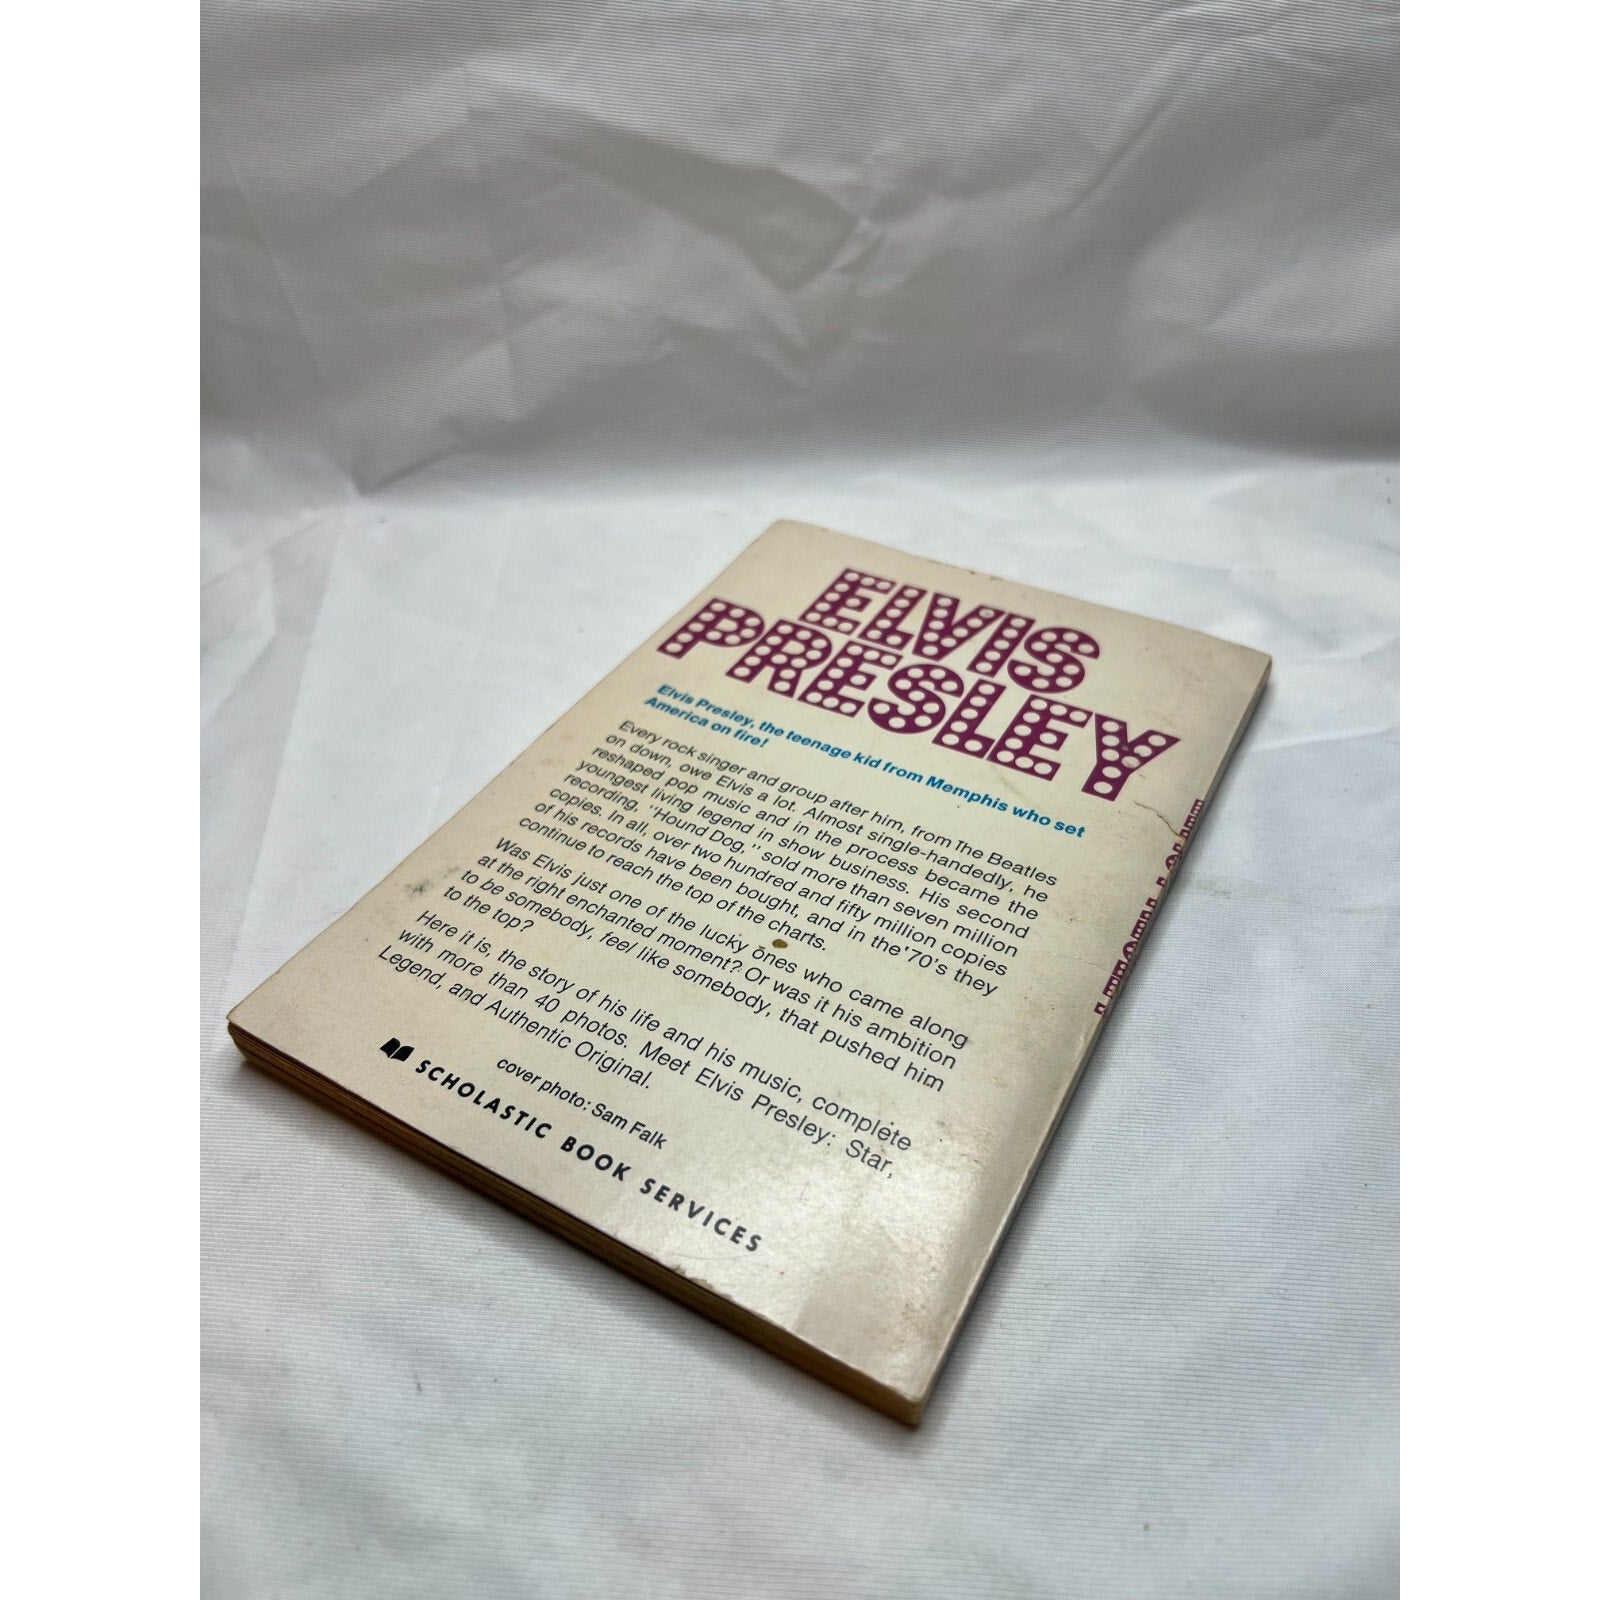 ELVIS
PRESLEY
Elvis Presley, the teenage kid from Memphis who set
America on fire!
Every rock singer and group after him, from The Beatles
on down, owe Elvis a lot. Almost single-handedly, he
reshaped pop music and in the process became the
youngest living legend in show business. His second
recording, "Hound Dog," sold more than seven million
copies. In all, over two hundred and fifty million copies
of his records have been bought, and in the '70's they
continue to reach the top of the charts.
Was Elvis just one of the lucky ones who came along
at the right enchanted moment? Or was it his ambition
to be somebody, feel like somebody, that pushed him
to the top?
Here it is, the story of his life and his music, complete
with more than 40 photos. Meet Elvis Presley: Star,
Legend, and Authentic Original.
cover photo: Sam Falk
SCHOLASTIC BOOK SERVICES